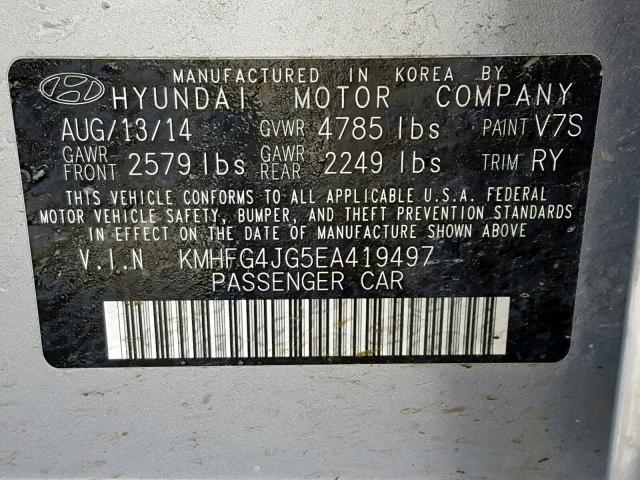 MANUFACTURED IN KOREA BY
HYUNDAI MOTOR COMPANY
AUG/13/14 GVWR 4785 lbs PAINT V7S
GAWR FRONT 2579 lbs GAWR REAR 2249 lbs TRIM RY
THIS VEHICLE CONFORMS TO ALL APPLICABLE U.S.A. FEDERAL
MOTOR VEHICLE SAFETY, BUMPER, AND THEFT PREVENTION STANDARDS
IN EFFECT ON THE DATE OF MANUFACTURE SHOWN ABOVE.
V.I.N KMHFG4JG5EA419497
PASSENGER CAR